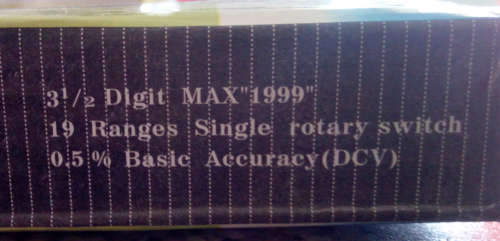 3½ Digit MAX"1999"
19 Ranges Single rotary switch
0.5% Basic Accuracy(DCV)